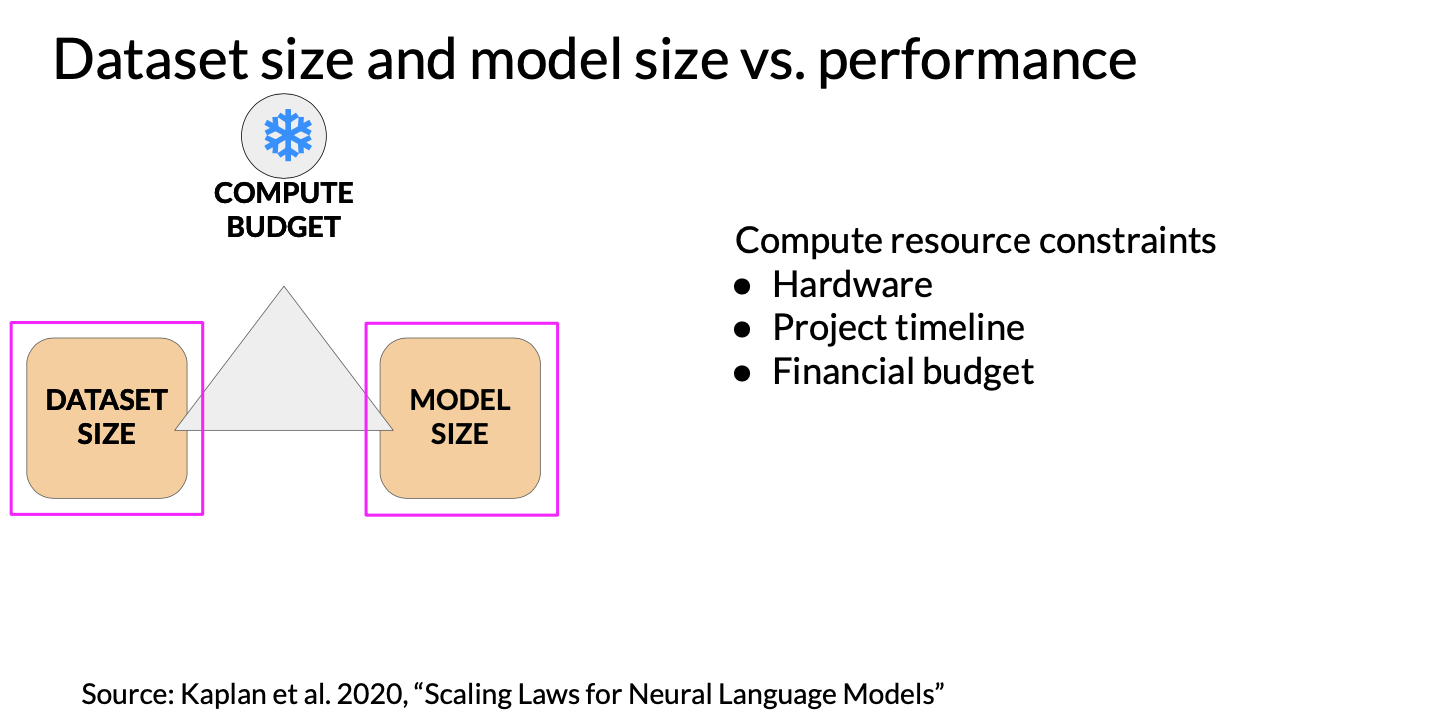 Dataset size and model size vs. performance
COMPUTE
BUDGET
DATASET
SIZE
MODEL
SIZE
Compute resource constraints
● Hardware
● Project timeline
● Financial budget
Source: Kaplan et al. 2020, “Scaling Laws for Neural Language Models”